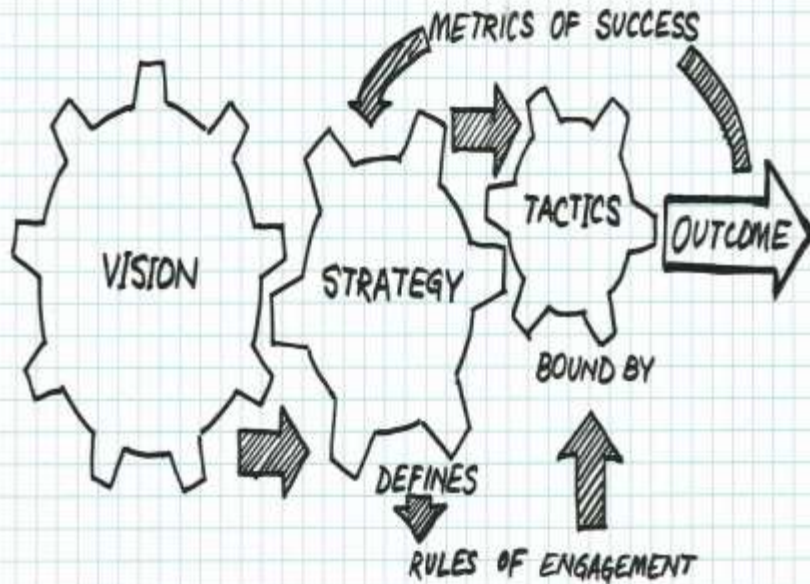 METRICS OF SUCCESS
VISION
STRATEGY
TACTICS
OUTCOME
BOUND BY
DEFINES
RULES OF ENGAGEMENT